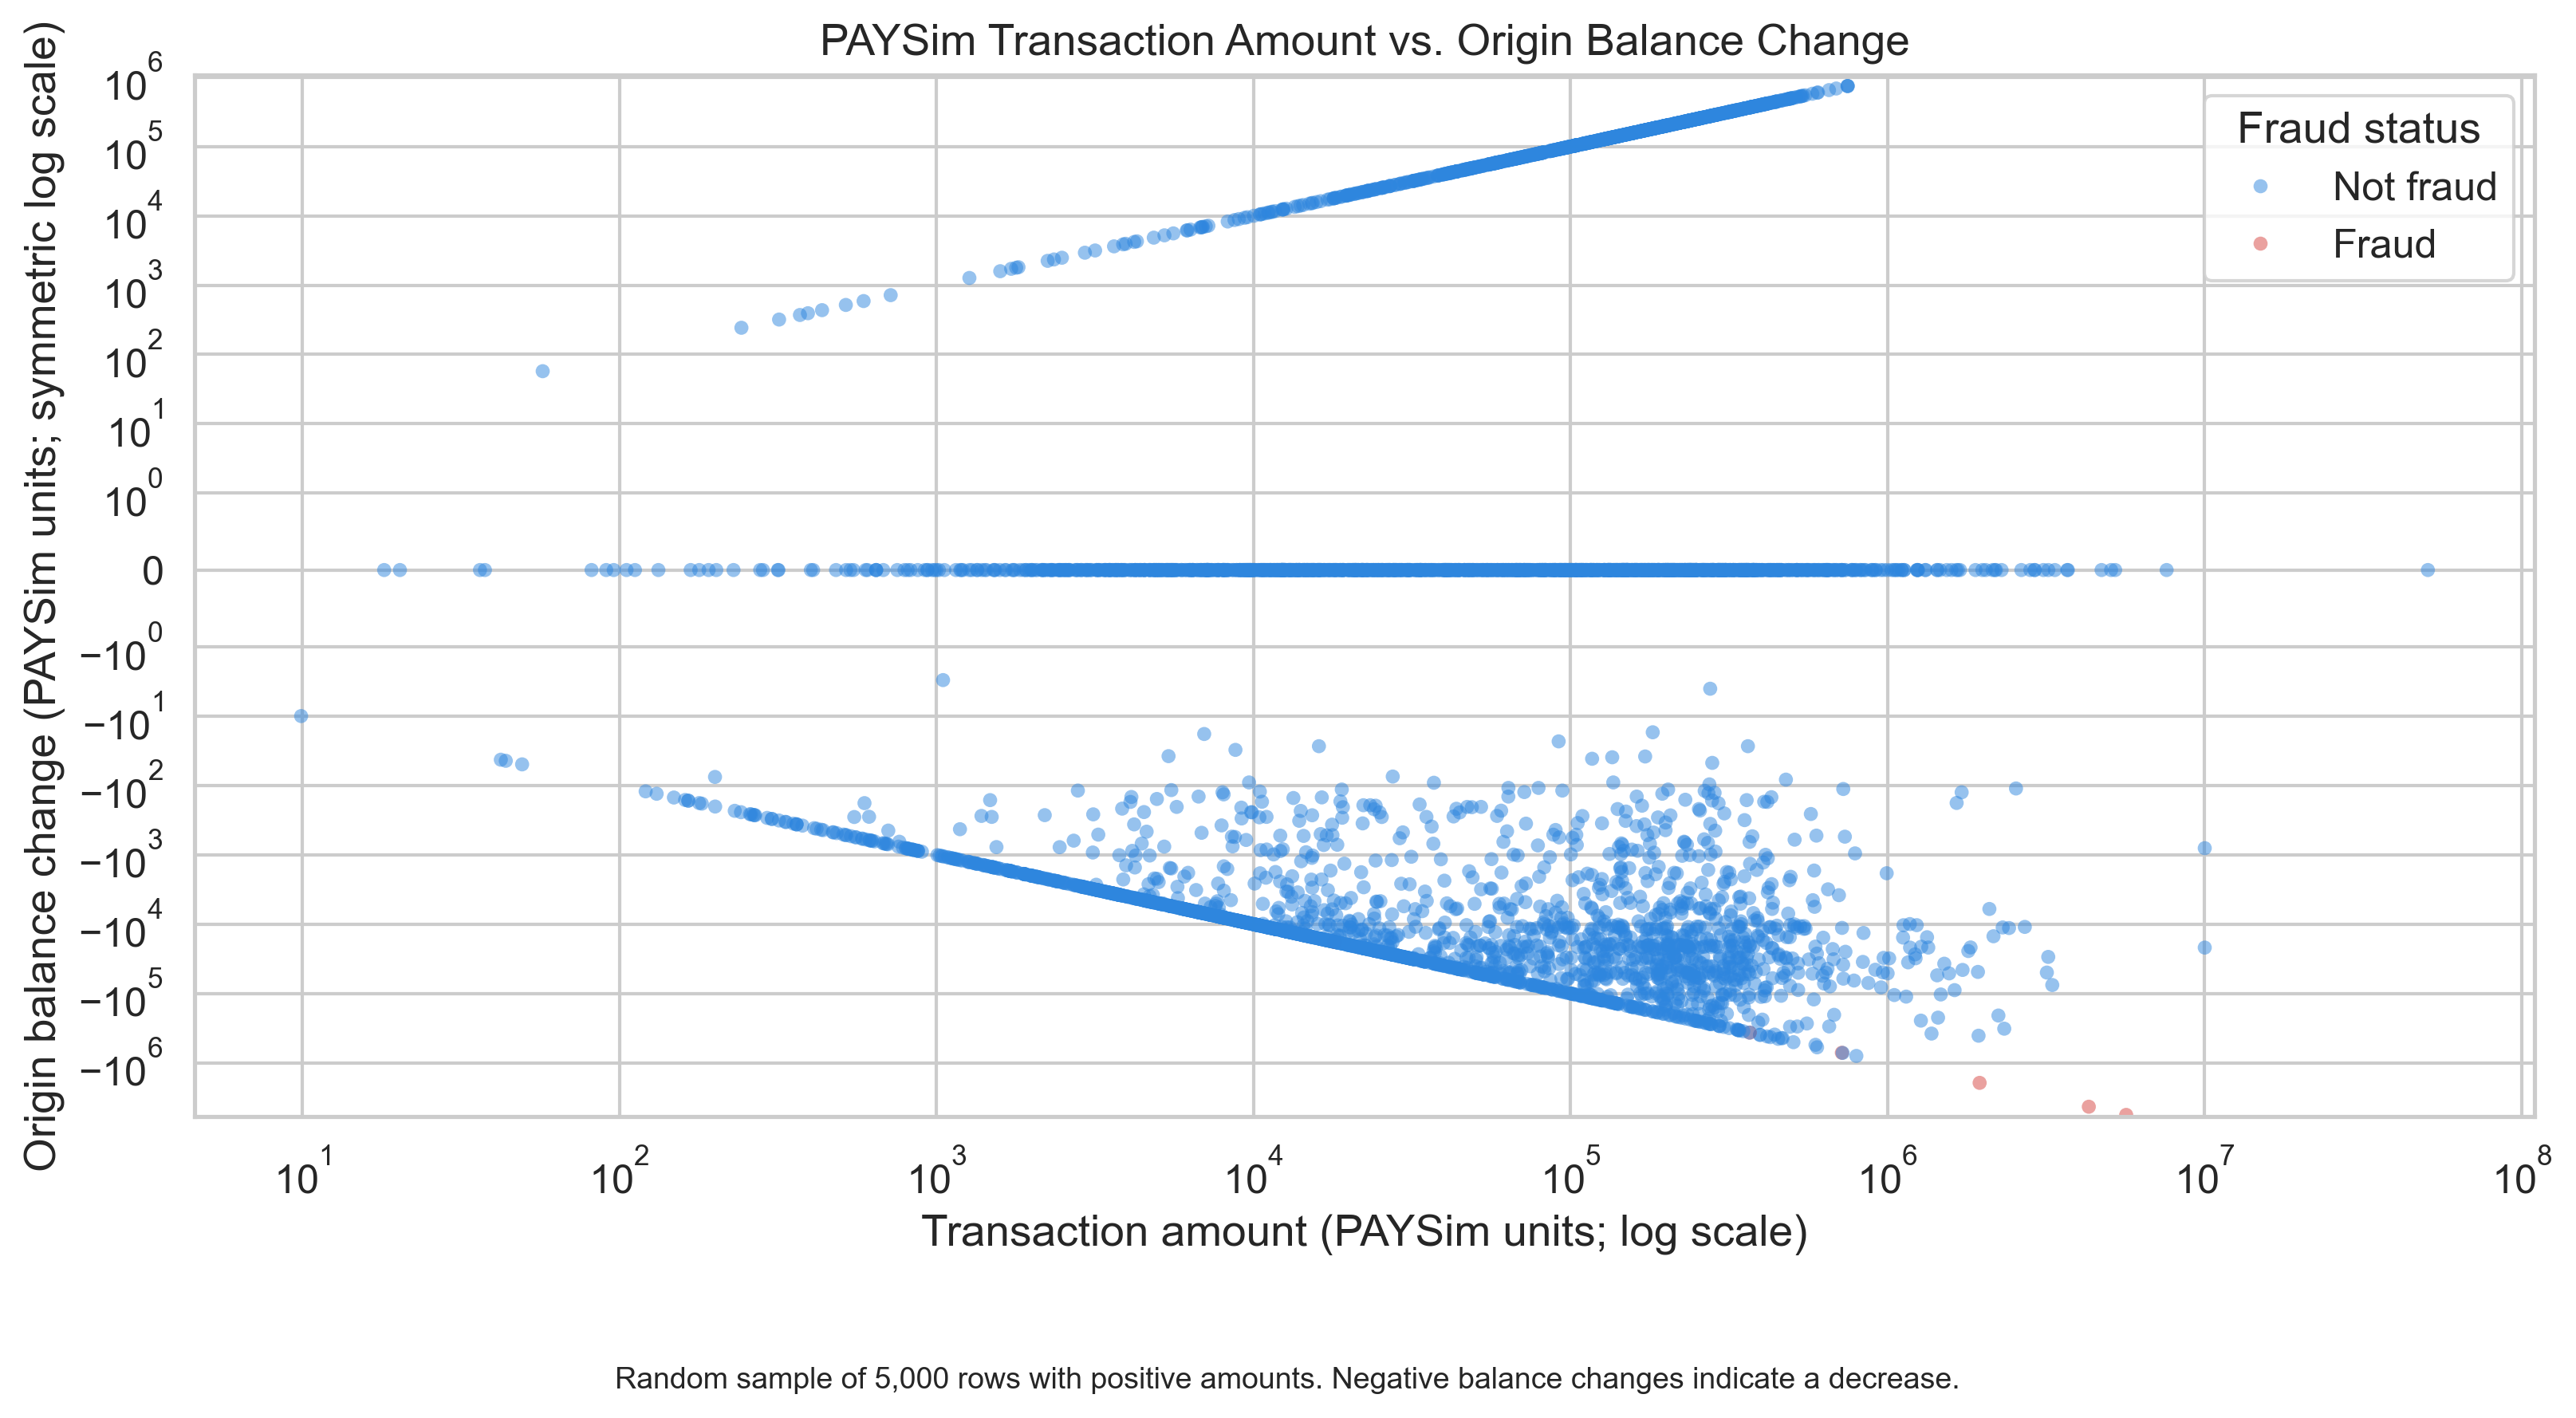 PAYSim Transaction Amount vs. Origin Balance Change
Origin balance change (PAYSim units; symmetric log scale)
10^6
10^5
10^4
10^3
10^2
10^1
10^0
0
−10^0
−10^1
−10^2
−10^3
−10^4
−10^5
−10^6
Fraud status
Not fraud
Fraud
10^1 10^2 10^3 10^4 10^5 10^6 10^7 10^8
Transaction amount (PAYSim units; log scale)
Random sample of 5,000 rows with positive amounts. Negative balance changes indicate a decrease.